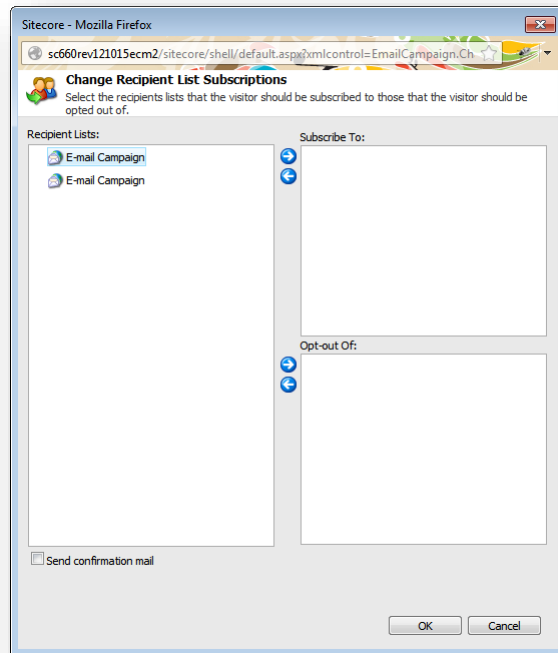 Sitecore - Mozilla Firefox
sc660rev121015ecm2/sitecore/shell/default.aspx?xmlcontrol=EmailCampaign.Ch
Change Recipient List Subscriptions
Select the recipients lists that the visitor should be subscribed to those that the visitor should be
opted out of.
Recipient Lists:
Subscribe To:
E-mail Campaign
E-mail Campaign
Opt-out Of:
Send confirmation mail
OK
Cancel